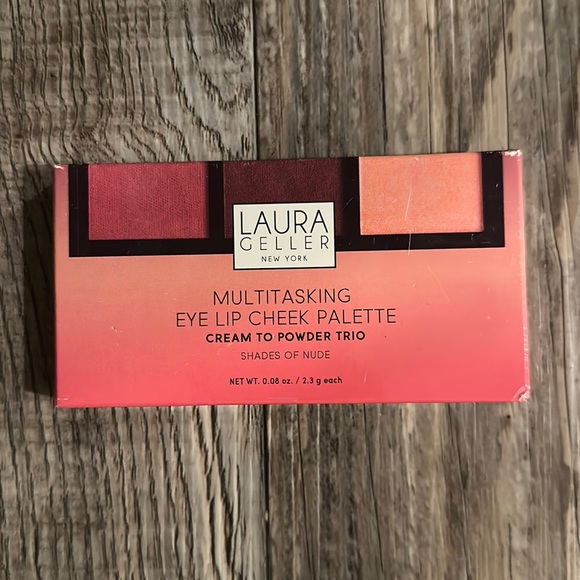 LAURA
GELLER
NEW YORK
MULTITASKING
EYE LIP CHEEK PALETTE
CREAM TO POWDER TRIO
SHADES OF NUDE
NET WT. 0.08 oz. / 2.3 g each